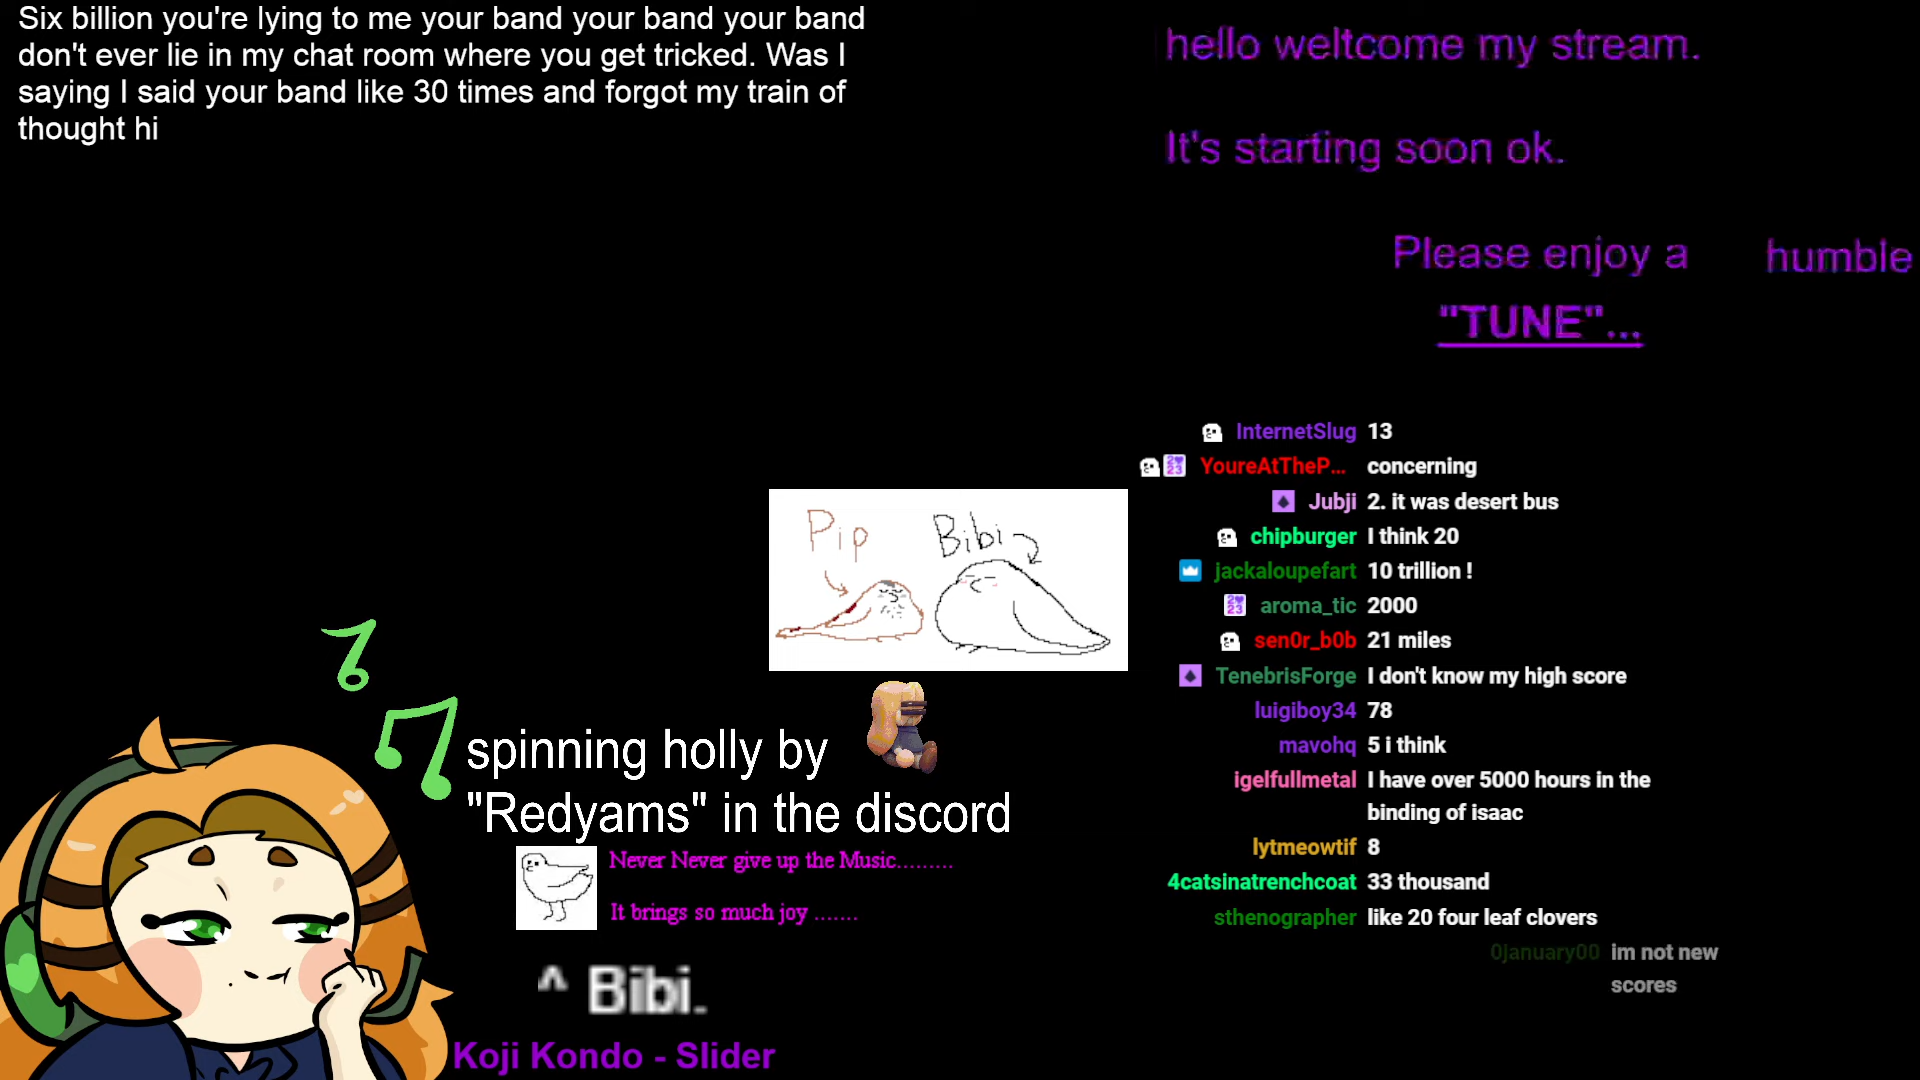 Six billion you're lying to me your band your band your band
don't ever lie in my chat room where you get tricked. Was I
saying I said your band like 30 times and forgot my train of
thought hi
hello weltcome my stream.
It's starting soon ok.
Please enjoy a humble
"TUNE"...
InternetSlug 13
YoureAtTheP... concerning
Jubji 2. it was desert bus
chipburger I think 20
jackaloupefart 10 trillion !
aroma_tic 2000
sen0r_b0b 21 miles
TenebrisForge I don't know my high score
luigiboy34 78
mavohq 5 i think
igelfullmetal I have over 5000 hours in the
binding of isaac
lytmeowtif 8
4catsinatrenchcoat 33 thousand
sthenographer like 20 four leaf clovers
0january00 im not new
scores
Pip Bibi
spinning holly by
"Redyams" in the discord
Never Never give up the Music.........
It brings so much joy .......
^ Bibi.
Koji Kondo - Slider